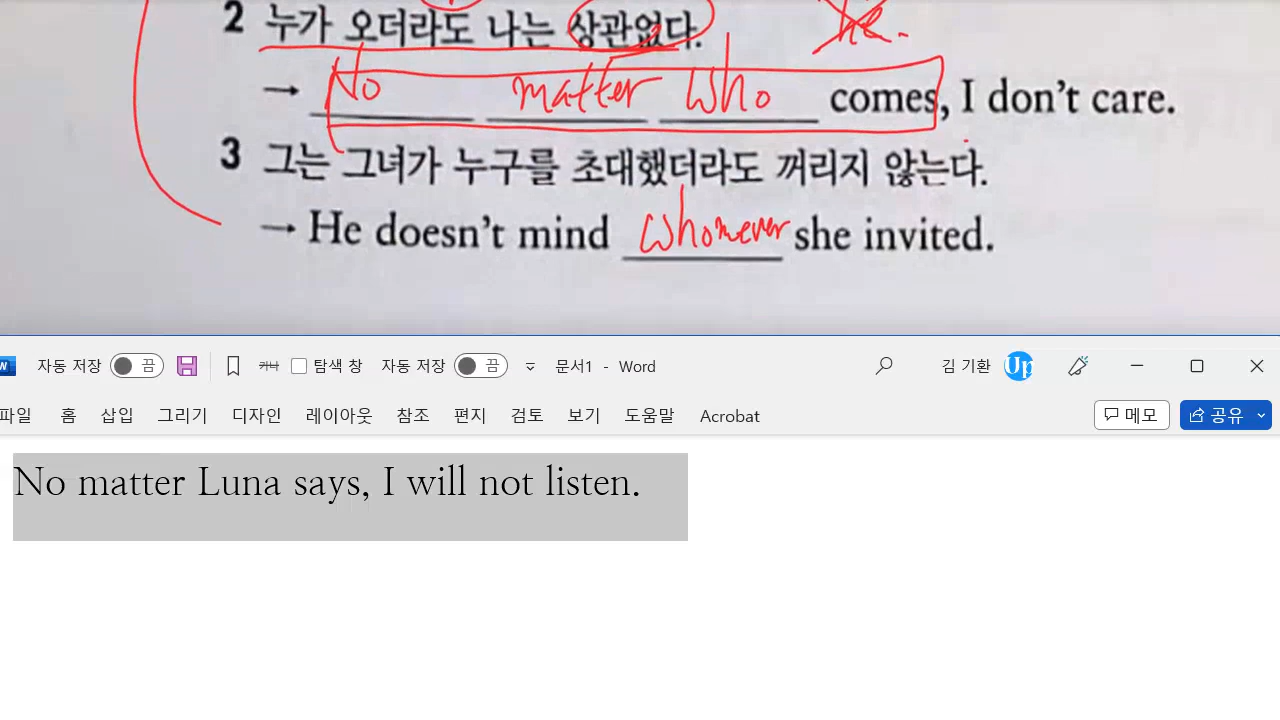 2 누가 오더라도 나는 상관없다.
he.
→ No matter who comes, I don't care.
3 그는 그녀가 누구를 초대했더라도 꺼리지 않는다.
→ He doesn't mind whomever she invited.
자동 저장 끔 가나 탐색 창 자동 저장 끔 문서1 - Word 김 기환 Up
파일 홈 삽입 그리기 디자인 레이아웃 참조 편지 검토 보기 도움말 Acrobat 메모 공유
No matter Luna says, I will not listen.